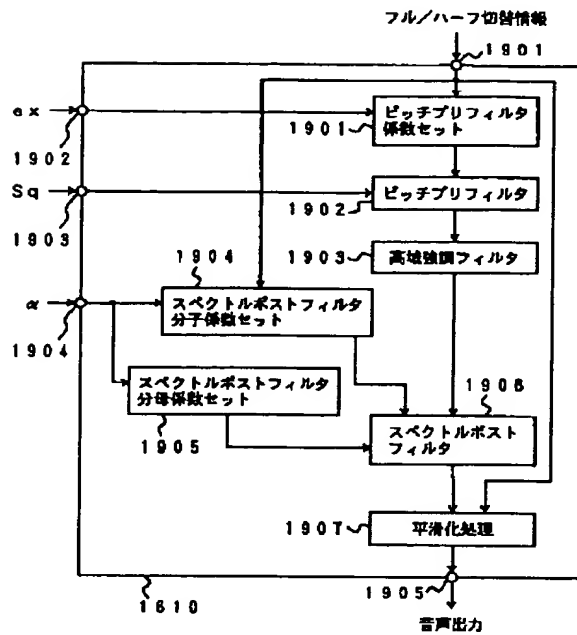 フル／ハーフ切替情報
1901
ex
1902
1901
ピッチプリフィルタ
係数セット
Sq
1903
1902
ピッチプリフィルタ
1904
1903
高域強調フィルタ
α
1904
スペクトルポストフィルタ
分子係数セット
スペクトルポストフィルタ
分母係数セット
1905
1906
スペクトルポスト
フィルタ
1907
平滑化処理
1610
1905
音声出力